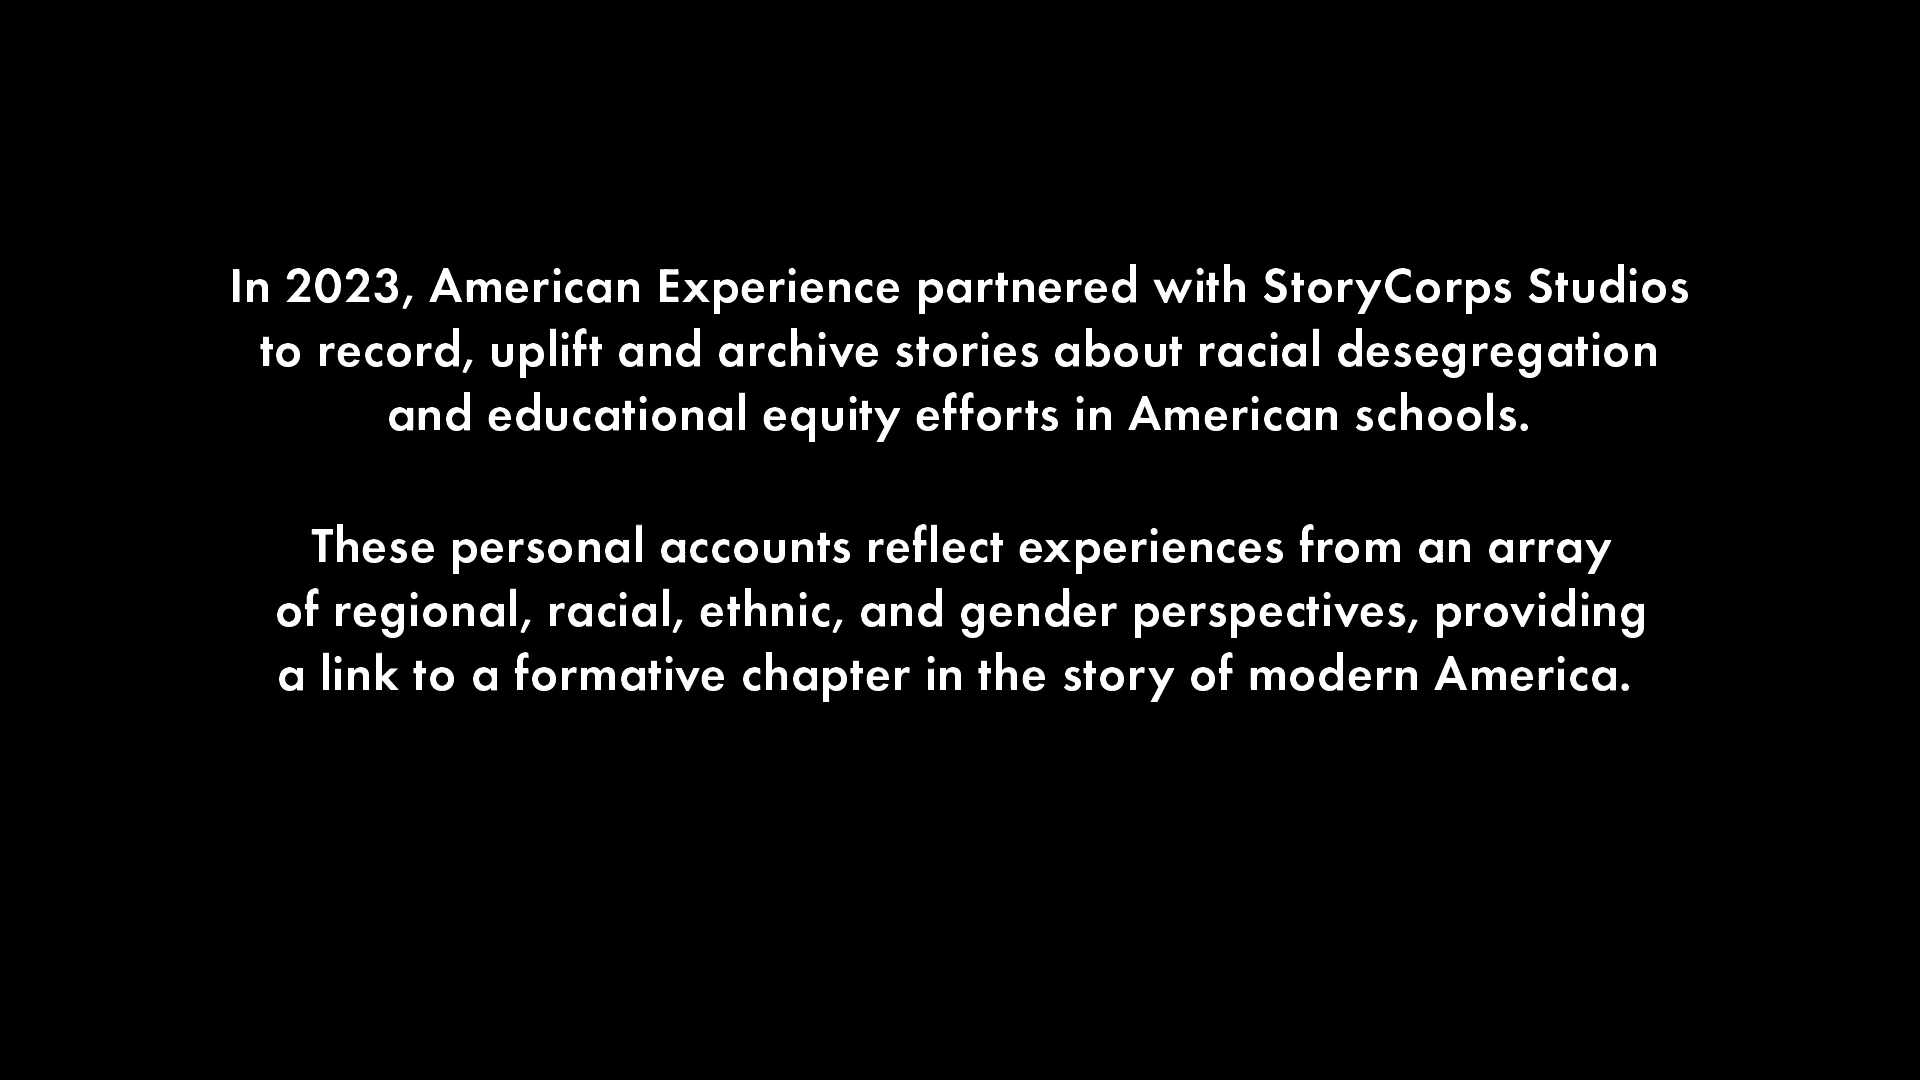 In 2023, American Experience partnered with StoryCorps Studios
to record, uplift and archive stories about racial desegregation
and educational equity efforts in American schools.
These personal accounts reflect experiences from an array
of regional, racial, ethnic, and gender perspectives, providing
a link to a formative chapter in the story of modern America.